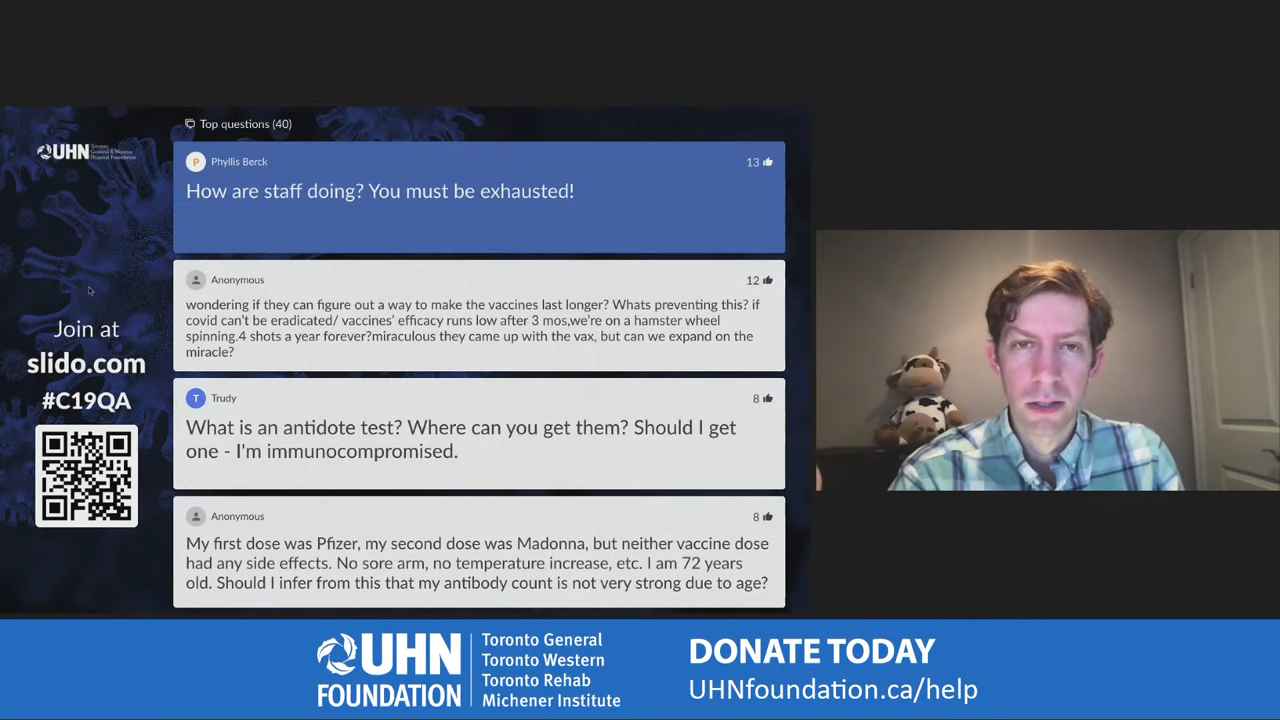 Top questions (40)
UHN Toronto
General & Western
Hospital Foundation
P Phyllis Berck 13
How are staff doing? You must be exhausted!
Anonymous 12
wondering if they can figure out a way to make the vaccines last longer? Whats preventing this? if
covid can't be eradicated/ vaccines' efficacy runs low after 3 mos,we're on a hamster wheel
spinning.4 shots a year forever?miraculous they came up with the vax, but can we expand on the
miracle?
Join at
slido.com
#C19QA
T Trudy 8
What is an antidote test? Where can you get them? Should I get
one - I'm immunocompromised.
Anonymous 8
My first dose was Pfizer, my second dose was Madonna, but neither vaccine dose
had any side effects. No sore arm, no temperature increase, etc. I am 72 years
old. Should I infer from this that my antibody count is not very strong due to age?
UHN
FOUNDATION
Toronto General
Toronto Western
Toronto Rehab
Michener Institute
DONATE TODAY
UHNfoundation.ca/help